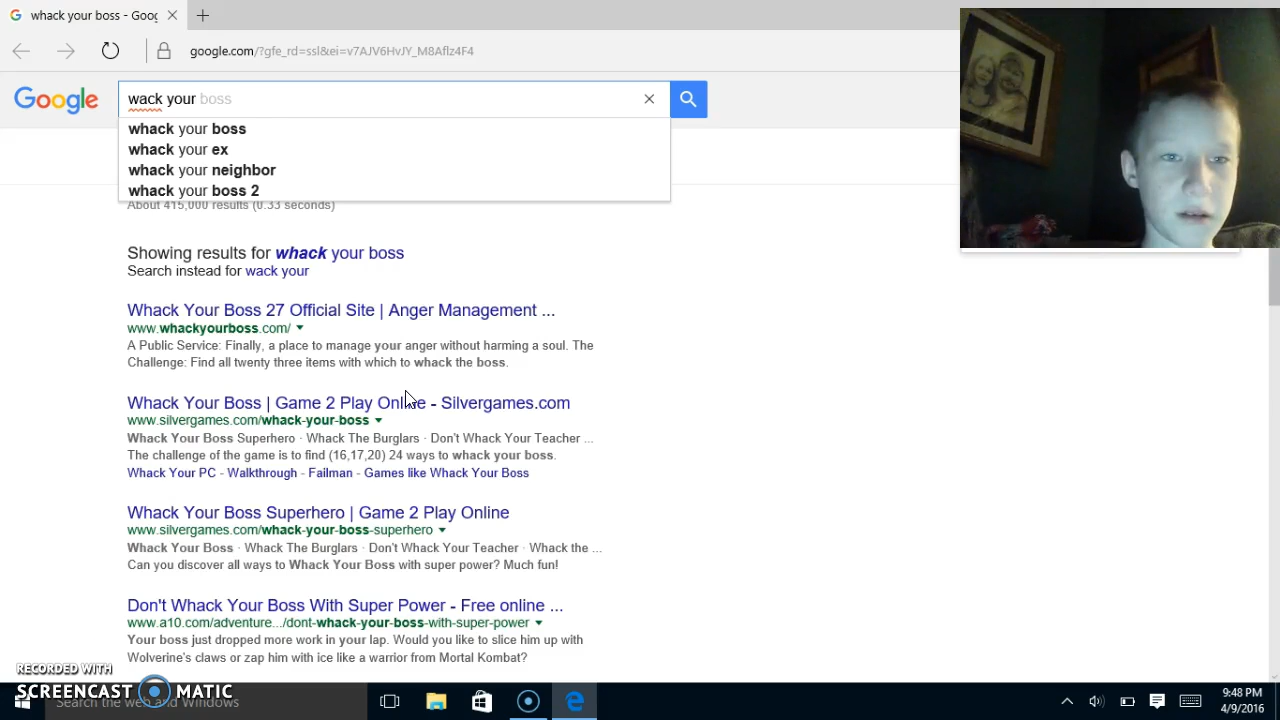 whack your boss - Goo
google.com/?gfe_rd=ssl&ei=v7AJV6HvJY_M8Aflz4F4
Google
wack your boss
whack your boss
whack your ex
whack your neighbor
whack your boss 2
About 415,000 results (0.33 seconds)
Showing results for whack your boss
Search instead for wack your
Whack Your Boss 27 Official Site | Anger Management ...
www.whackyourboss.com/
A Public Service: Finally, a place to manage your anger without harming a soul. The
Challenge: Find all twenty three items with which to whack the boss.
Whack Your Boss | Game 2 Play Online - Silvergames.com
www.silvergames.com/whack-your-boss
Whack Your Boss Superhero · Whack The Burglars · Don't Whack Your Teacher ...
The challenge of the game is to find (16,17,20) 24 ways to whack your boss.
Whack Your PC - Walkthrough - Failman - Games like Whack Your Boss
Whack Your Boss Superhero | Game 2 Play Online
www.silvergames.com/whack-your-boss-superhero
Whack Your Boss · Whack The Burglars · Don't Whack Your Teacher · Whack the ...
Can you discover all ways to Whack Your Boss with super power? Much fun!
Don't Whack Your Boss With Super Power - Free online ...
www.a10.com/adventure.../dont-whack-your-boss-with-super-power
Your boss just dropped more work in your lap. Would you like to slice him up with
Wolverine's claws or zap him with ice like a warrior from Mortal Kombat?
RECORDED WITH
SCREENCAST MATIC
Search the web and Windows
9:48 PM
4/9/2016